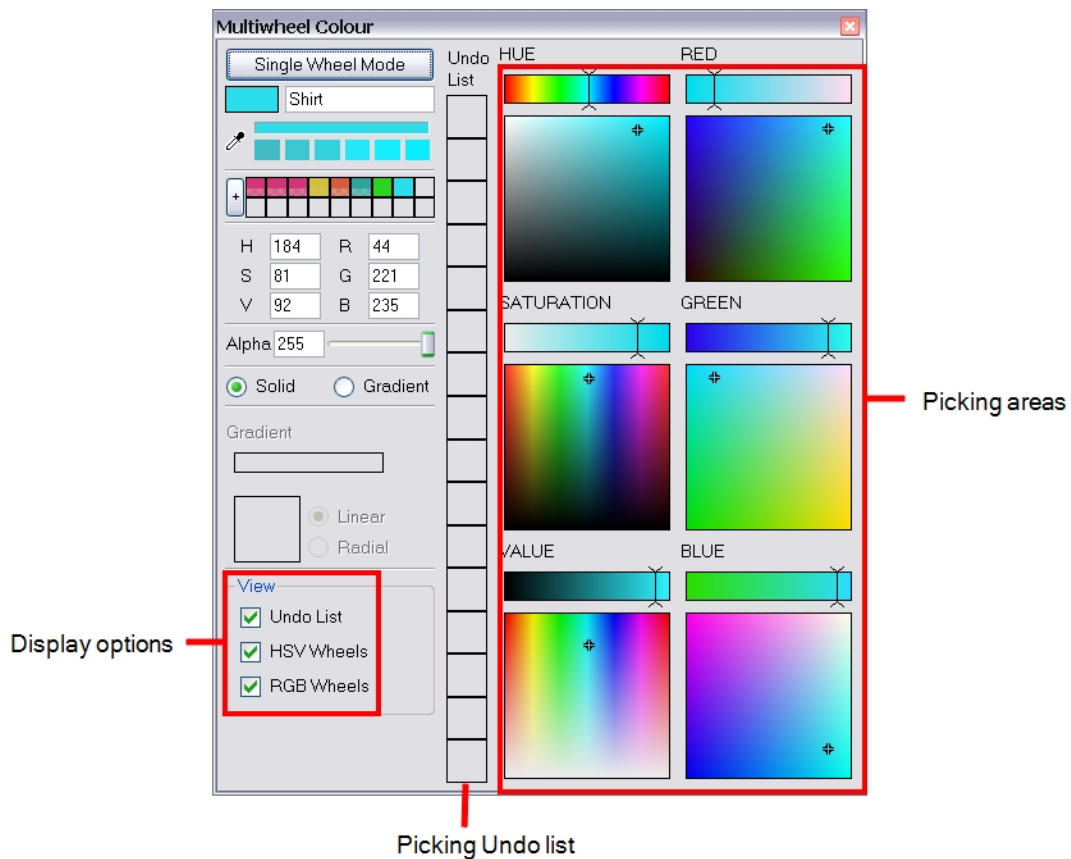 Multiwheel Colour
Single Wheel Mode
Shirt
+
H 184 R 44
S 81 G 221
V 92 B 235
Alpha 255
Solid Gradient
Gradient
Linear
Radial
View
Undo List
HSV Wheels
RGB Wheels
Undo
List
HUE RED
SATURATION GREEN
VALUE BLUE
Picking areas
Display options
Picking Undo list